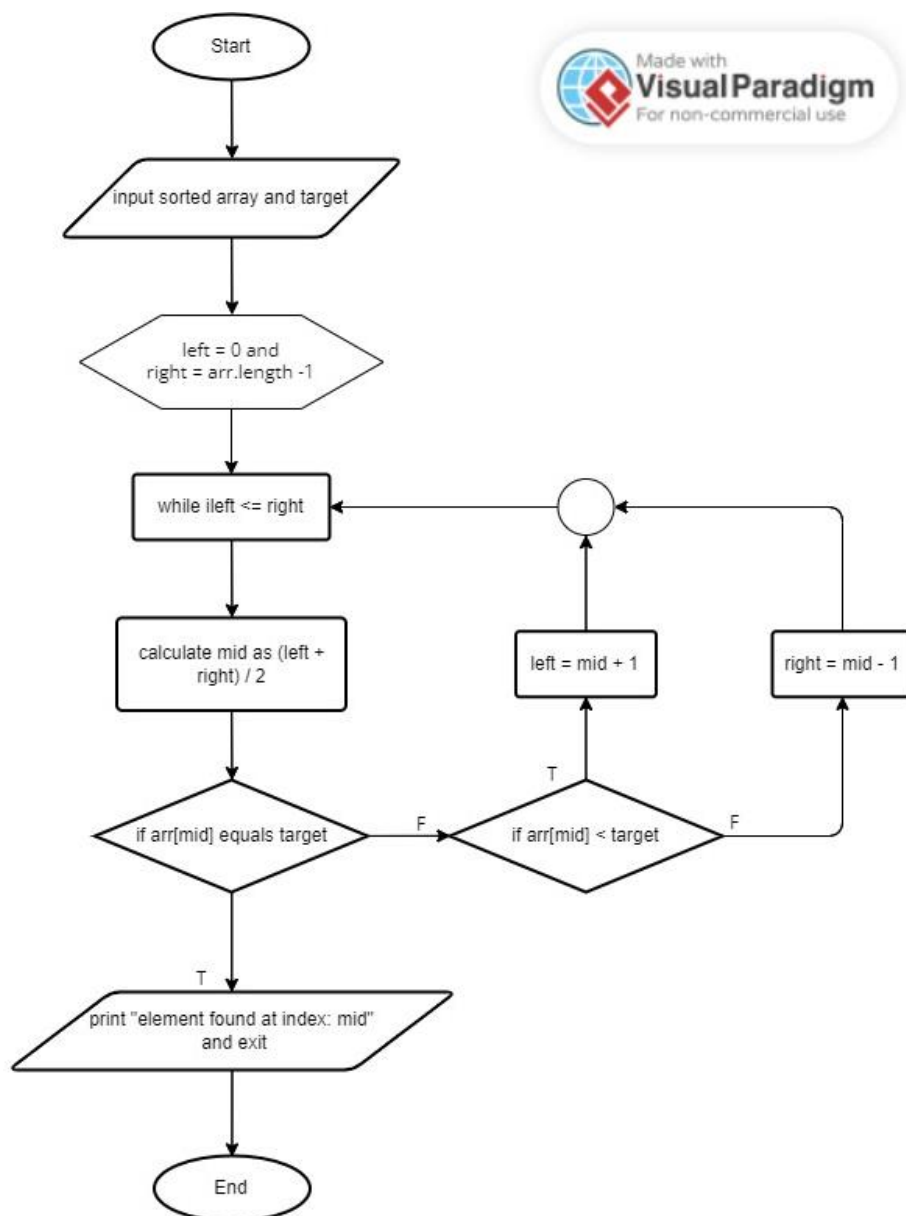 Start
Made with
Visual Paradigm
For non-commercial use
input sorted array and target
left = 0 and
right = arr.length -1
while ileft <= right
calculate mid as (left +
right) / 2
left = mid + 1
right = mid - 1
T
if arr[mid] equals target
F
if arr[mid] < target
F
T
print "element found at index: mid"
and exit
End